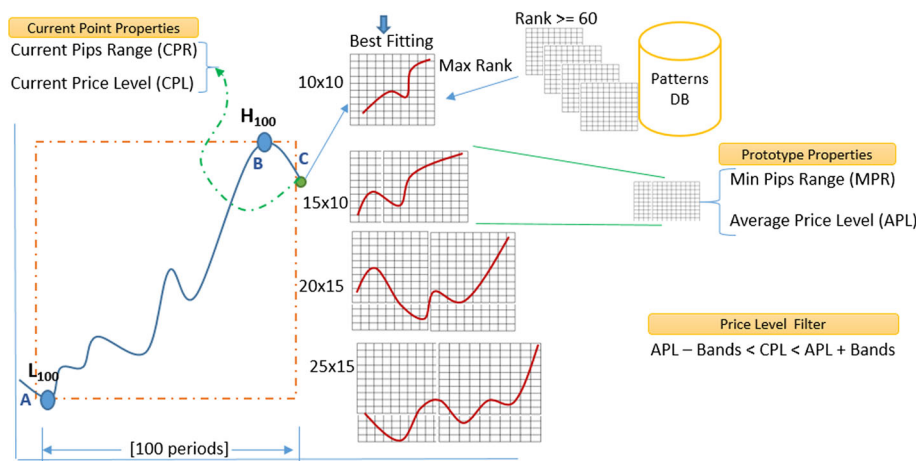 Current Point Properties
Current Pips Range (CPR)
Current Price Level (CPL)
Best Fitting
Rank >= 60
Max Rank
Patterns
DB
10x10
H100
B
C
15x10
Prototype Properties
Min Pips Range (MPR)
Average Price Level (APL)
20x15
Price Level Filter
APL – Bands < CPL < APL + Bands
25x15
L100
A
[100 periods]